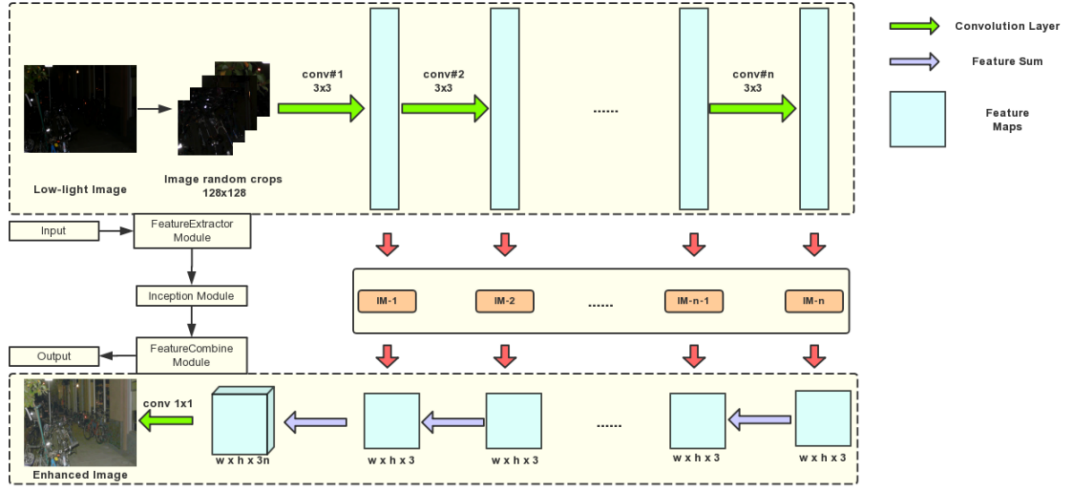 conv#1
3x3
conv#2
3x3
......
conv#n
3x3
Low-light Image
Image random crops
128x128
Convolution Layer
Feature Sum
Feature
Maps
Input
FeatureExtractor
Module
Inception Module
Output
FeatureCombine
Module
IM-1
IM-2
......
IM-n-1
IM-n
conv 1x1
Enhanced Image
w x h x 3n
w x h x 3
w x h x 3
......
w x h x 3
w x h x 3